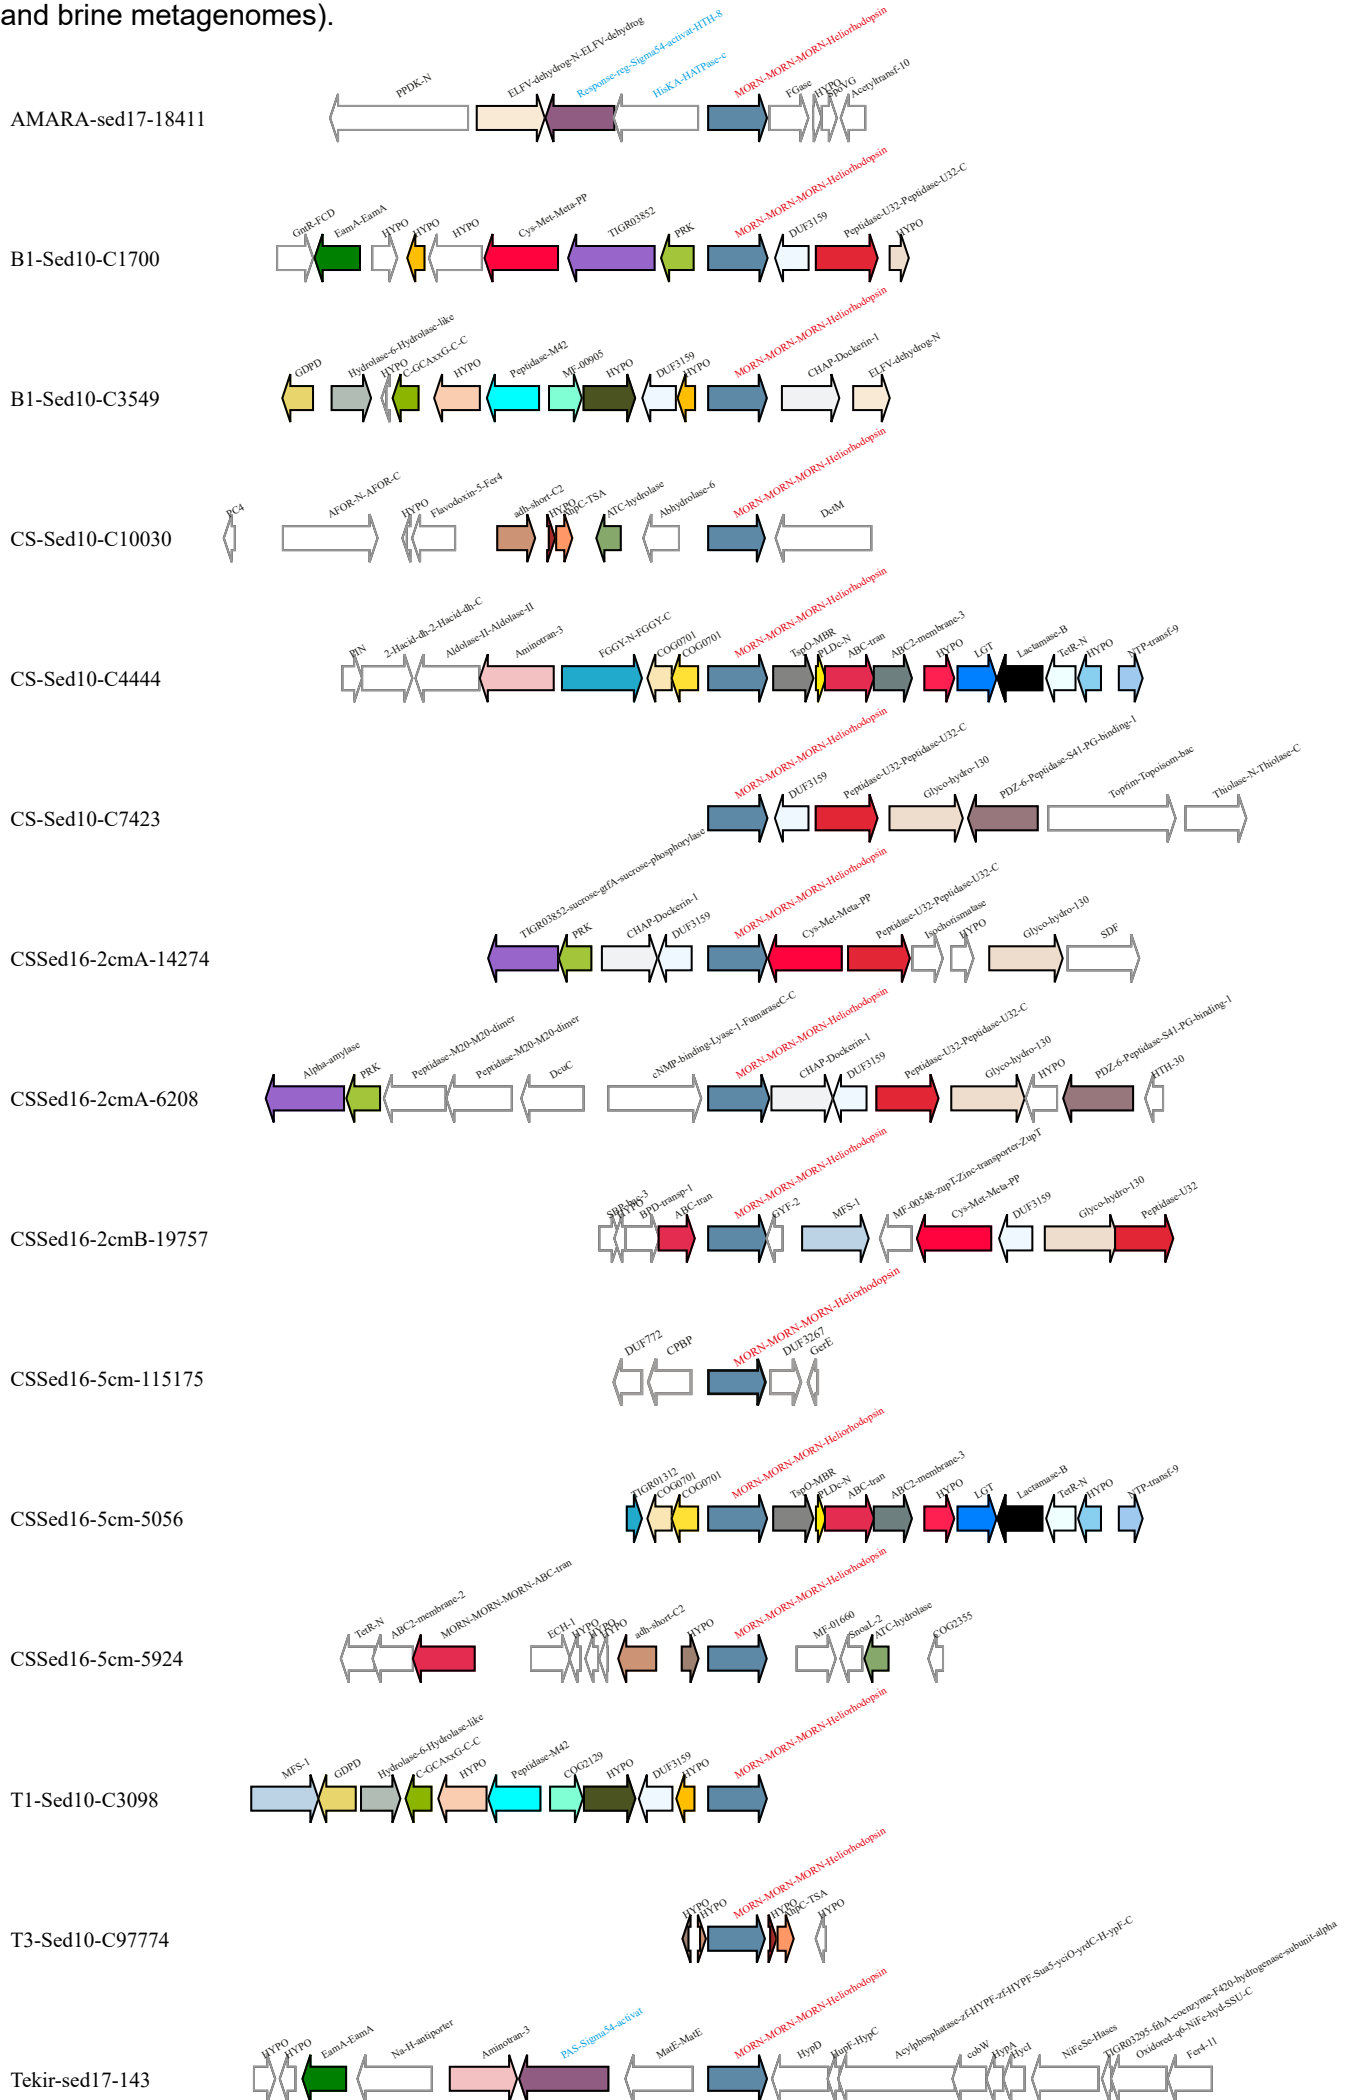 and brine metagenomes).
AMARA-sed17-18411
PPDK-N
ELFV-dehydrog-N-ELFV-dehydrog
Response-reg-Sigma54-activat-HTH-8
HisKA-HATPase-c
MORN-MORN-MORN-Heliorhodopsin
FGase
HYPO
SpoVG
Acetyltransf-10
B1-Sed10-C1700
GntR-FCD
EamA-EamA
HYPO
HYPO
HYPO
Cys-Met-Meta-PP
TIGR03852
PRK
MORN-MORN-MORN-Heliorhodopsin
DUF3159
Peptidase-U32-Peptidase-U32-C
HYPO
B1-Sed10-C3549
GDPD
Hydrolase-6-Hydrolase-like
HYPO
C-GCAxxG-C-C
HYPO
Peptidase-M42
MF-00905
HYPO
DUF3159
HYPO
MORN-MORN-MORN-Heliorhodopsin
CHAP-Dockerin-1
ELFV-dehydrog-N
CS-Sed10-C10030
PC4
AFOR-N-AFOR-C
HYPO
Flavodoxin-5-Fer4
adh-short-C2
HYPO
AhpC-TSA
ATC-hydrolase
Abhydrolase-6
MORN-MORN-MORN-Heliorhodopsin
DctM
CS-Sed10-C4444
PIN
2-Hacid-dh-2-Hacid-dh-C
Aldolase-II-Aldolase-II
Aminotran-3
FGGY-N-FGGY-C
COG0701
COG0701
MORN-MORN-MORN-Heliorhodopsin
TspO-MBR
PLDc-N
ABC-tran
ABC2-membrane-3
HYPO
LGT
Lactamase-B
TetR-N
HYPO
NTP-transf-9
CS-Sed10-C7423
MORN-MORN-MORN-Heliorhodopsin
DUF3159
Peptidase-U32-Peptidase-U32-C
Glyco-hydro-130
PDZ-6-Peptidase-S41-PG-binding-1
Toprim-Topoisom-bac
Thiolase-N-Thiolase-C
CSSed16-2cmA-14274
TIGR03852-sucrose-gtfA-sucrose-phosphorylase
PRK
CHAP-Dockerin-1
DUF3159
MORN-MORN-MORN-Heliorhodopsin
Cys-Met-Meta-PP
Peptidase-U32-Peptidase-U32-C
Isochorismatase
HYPO
Glyco-hydro-130
SDF
CSSed16-2cmA-6208
Alpha-amylase
PRK
Peptidase-M20-M20-dimer
Peptidase-M20-M20-dimer
DcuC
cNMP-binding-Lyase-1-FumaraseC-C
MORN-MORN-MORN-Heliorhodopsin
CHAP-Dockerin-1
DUF3159
Peptidase-U32-Peptidase-U32-C
Glyco-hydro-130
HYPO
PDZ-6-Peptidase-S41-PG-binding-1
HTH-30
CSSed16-2cmB-19757
SBP-bac-3
HYPO
BPD-transp-1
ABC-tran
MORN-MORN-MORN-Heliorhodopsin
GYF-2
MFS-1
MF-00548-zupT-Zinc-transporter-ZupT
Cys-Met-Meta-PP
DUF3159
Glyco-hydro-130
Peptidase-U32
CSSed16-5cm-115175
DUF772
CPBP
MORN-MORN-MORN-Heliorhodopsin
DUF3267
GerE
CSSed16-5cm-5056
TIGR01312
COG0701
COG0701
MORN-MORN-MORN-Heliorhodopsin
TspO-MBR
PLDc-N
ABC-tran
ABC2-membrane-3
HYPO
LGT
Lactamase-B
TetR-N
HYPO
NTP-transf-9
CSSed16-5cm-5924
TetR-N
ABC2-membrane-2
MORN-MORN-MORN-ABC-tran
ECH-1
HYPO
HYPO
HYPO
adh-short-C2
HYPO
MORN-MORN-MORN-Heliorhodopsin
MF-01660
SnoaL-2
ATC-hydrolase
COG2355
T1-Sed10-C3098
MFS-1
GDPD
Hydrolase-6-Hydrolase-like
C-GCAxxG-C-C
HYPO
Peptidase-M42
COG2129
HYPO
DUF3159
HYPO
MORN-MORN-MORN-Heliorhodopsin
T3-Sed10-C97774
HYPO
HYPO
MORN-MORN-MORN-Heliorhodopsin
HYPO
AhpC-TSA
HYPO
Tekir-sed17-143
HYPO
HYPO
EamA-EamA
Na-H-antiporter
Aminotran-3
PAS-Sigma54-activat
MatE-MatE
MORN-MORN-MORN-Heliorhodopsin
HypD
HupF-HypC
Acylphosphatase-zf-HYPF-zf-HYPF-Sua5-yciO-yrdC-H-ypF-C
cobW
HypA
HycI
NiFeSe-Hases
TIGR03295-frhA-coenzyme-F420-hydrogenase-subunit-alpha
Oxidored-q6-NiFe-hyd-SSU-C
Fer4-11